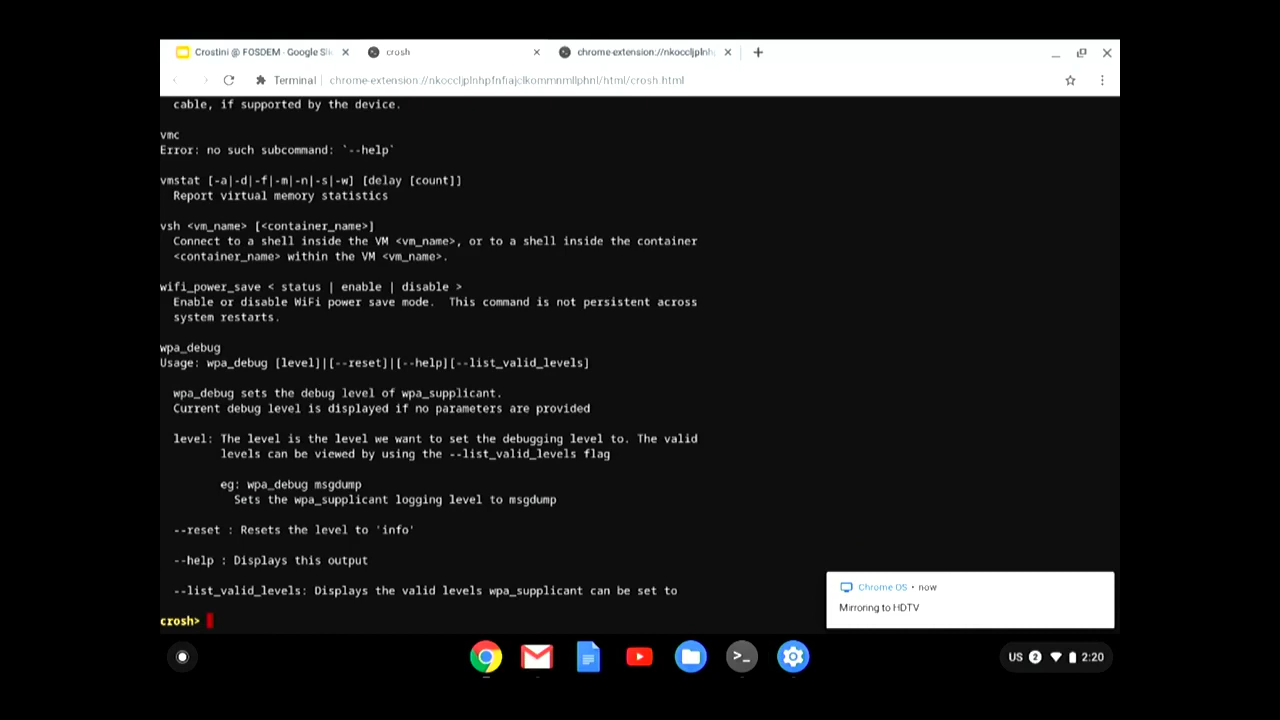 Crostini @ FOSDEM - Google Sli
crosh
chrome-extension://nkoccljplnhp
Terminal
chrome-extension://nkoccljplnhpfnfiajclkommnmllphnl/html/crosh.html
cable, if supported by the device.
vmc
Error: no such subcommand: `--help`
vmstat [-a|-d|-f|-m|-n|-s|-w] [delay [count]]
Report virtual memory statistics
vsh <vm_name> [<container_name>]
Connect to a shell inside the VM <vm_name>, or to a shell inside the container
<container_name> within the VM <vm_name>.
wifi_power_save < status | enable | disable >
Enable or disable WiFi power save mode.  This command is not persistent across
system restarts.
wpa_debug
Usage: wpa_debug [level]|[--reset]|[--help][--list_valid_levels]
wpa_debug sets the debug level of wpa_supplicant.
Current debug level is displayed if no parameters are provided
level: The level is the level we want to set the debugging level to. The valid
levels can be viewed by using the --list_valid_levels flag
eg: wpa_debug msgdump
Sets the wpa_supplicant logging level to msgdump
--reset : Resets the level to 'info'
--help : Displays this output
--list_valid_levels: Displays the valid levels wpa_supplicant can be set to
crosh>
Chrome OS • now
Mirroring to HDTV
US 2 2:20